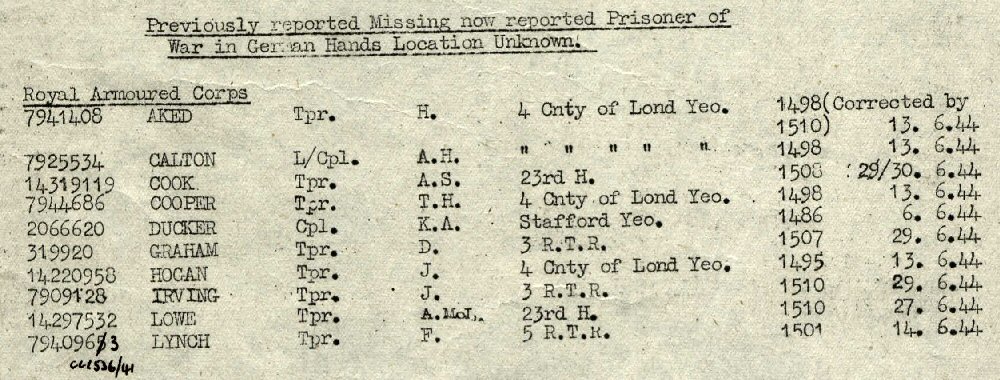 Previously reported Missing now reported Prisoner of
War in German Hands Location Unknown.
Royal Armoured Corps
7941408 AKED Tpr. H. 4 Cnty of Lond Yeo. 1498(Corrected by
1510) 13. 6.44
7925534 CALTON L/Cpl. A.H. " " " " " 1498 13. 6.44
14319119 COOK Tpr. A.S. 23rd H. 1508 29/30. 6.44
7944686 COOPER Tpr. T.H. 4 Cnty of Lond Yeo. 1498 13. 6.44
2066620 DUCKER Cpl. K.A. Stafford Yeo. 1486 6. 6.44
319920 GRAHAM Tpr. D. 3 R.T.R. 1507 29. 6.44
14220958 HOGAN Tpr. J. 4 Cnty of Lond Yeo. 1495 13. 6.44
7909128 IRVING Tpr. J. 3 R.T.R. 1510 29. 6.44
14297532 LOWE Tpr. A.McL. 23rd H. 1510 27. 6.44
LYNCH Tpr. F. 5 R.T.R. 1501 14. 6.44